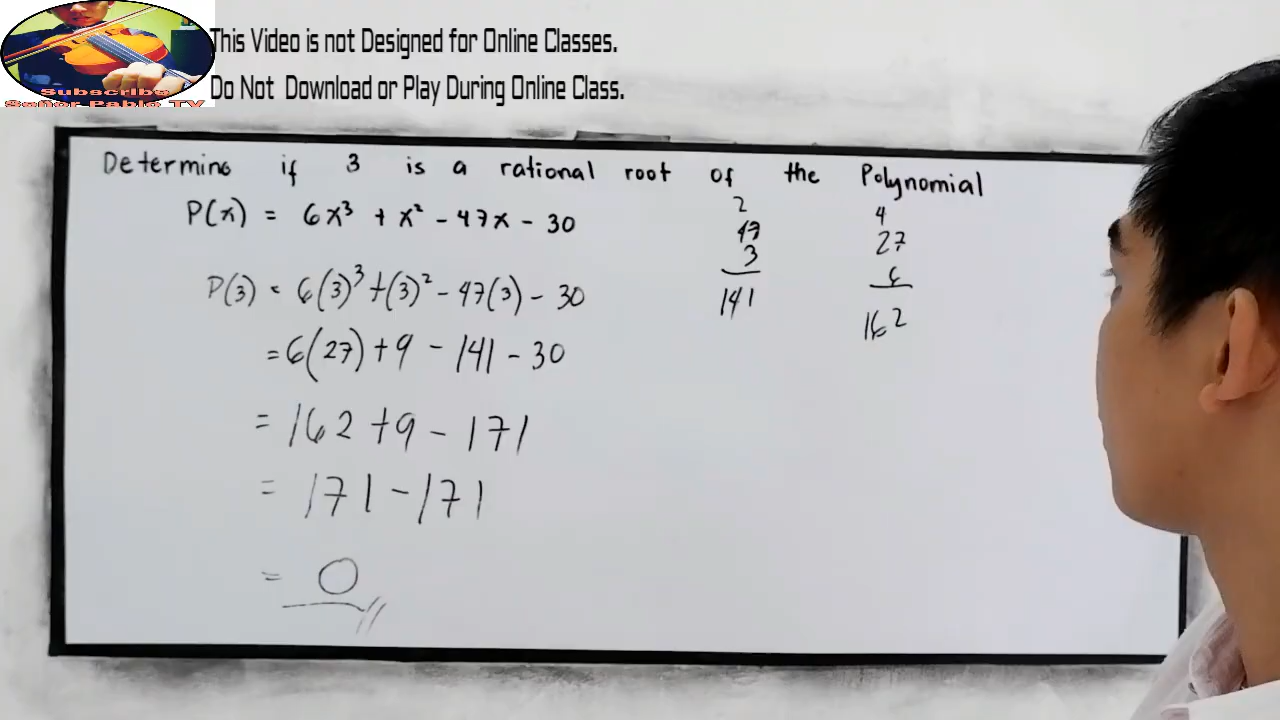 This Video is not Designed for Online Classes.
Do Not Download or Play During Online Class.
Subscribe
Señor Pablo TV
Determine if 3 is a rational root of the Polynomial
P(x) = 6x³ + x² - 47x - 30
P(3) = 6(3)³ + (3)² - 47(3) - 30
= 6(27) + 9 - 141 - 30
= 162 + 9 - 171
= 171 - 171
= 0
2
47
3
141
4
27
6
162